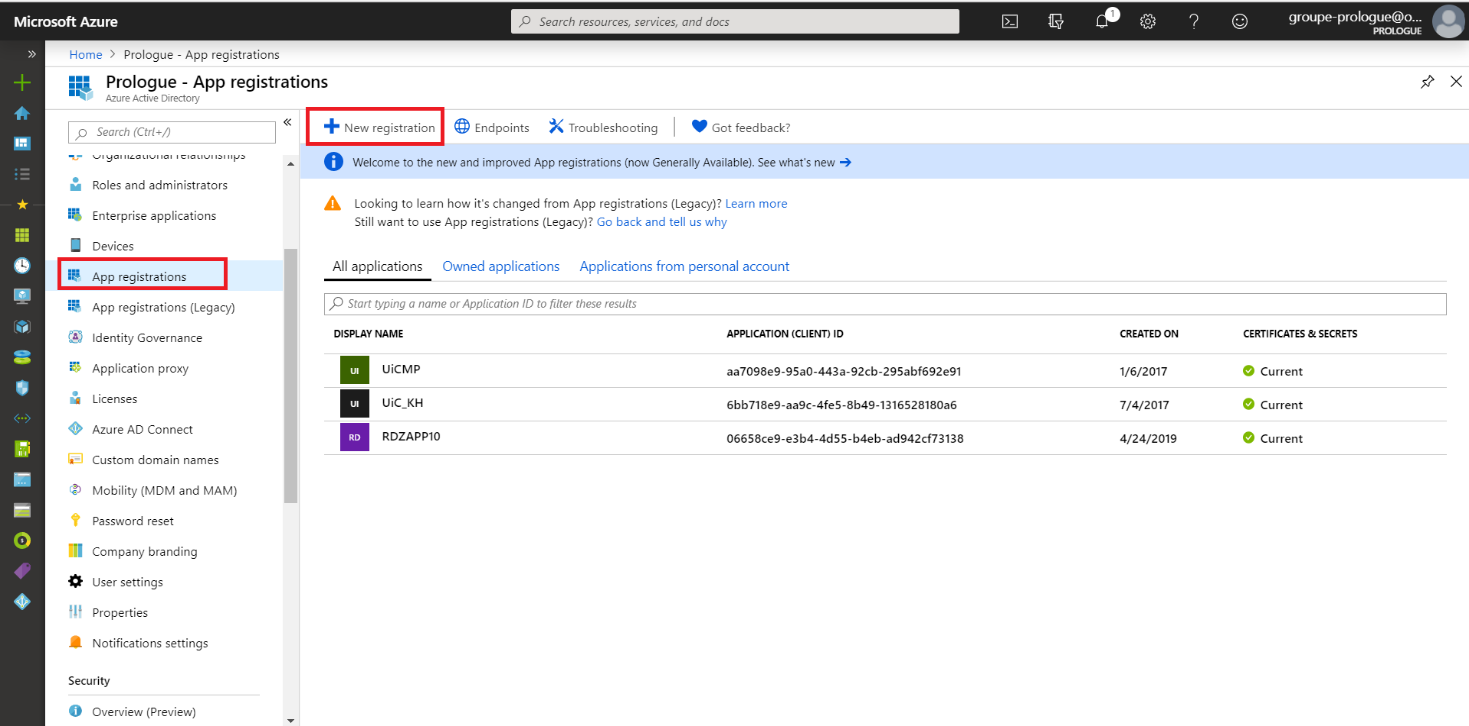 Microsoft Azure
Search resources, services, and docs
1
groupe-prologue@o...
PROLOGUE
Home > Prologue - App registrations
Prologue - App registrations
Azure Active Directory
Search (Ctrl+/)
Organizational relationships
Roles and administrators
Enterprise applications
Devices
App registrations
App registrations (Legacy)
Identity Governance
Application proxy
Licenses
Azure AD Connect
Custom domain names
Mobility (MDM and MAM)
Password reset
Company branding
User settings
Properties
Notifications settings
Security
Overview (Preview)
New registration Endpoints Troubleshooting Got feedback?
Welcome to the new and improved App registrations (now Generally Available). See what's new →
Looking to learn how it's changed from App registrations (Legacy)? Learn more
Still want to use App registrations (Legacy)? Go back and tell us why
All applications Owned applications Applications from personal account
Start typing a name or Application ID to filter these results
DISPLAY NAME APPLICATION (CLIENT) ID CREATED ON CERTIFICATES & SECRETS
UI UiCMP aa7098e9-95a0-443a-92cb-295abf692e91 1/6/2017 Current
UI UiC_KH 6bb718e9-aa9c-4fe5-8b49-1316528180a6 7/4/2017 Current
RD RDZAPP10 06658ce9-e3b4-4d55-b4eb-ad942cf73138 4/24/2019 Current